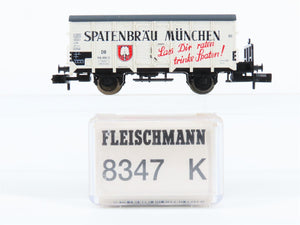 SPATENBRÄU MÜNCHEN
DB
Lass Dir raten
trinke Spaten!
E
FLEISCHMANN
8347 K